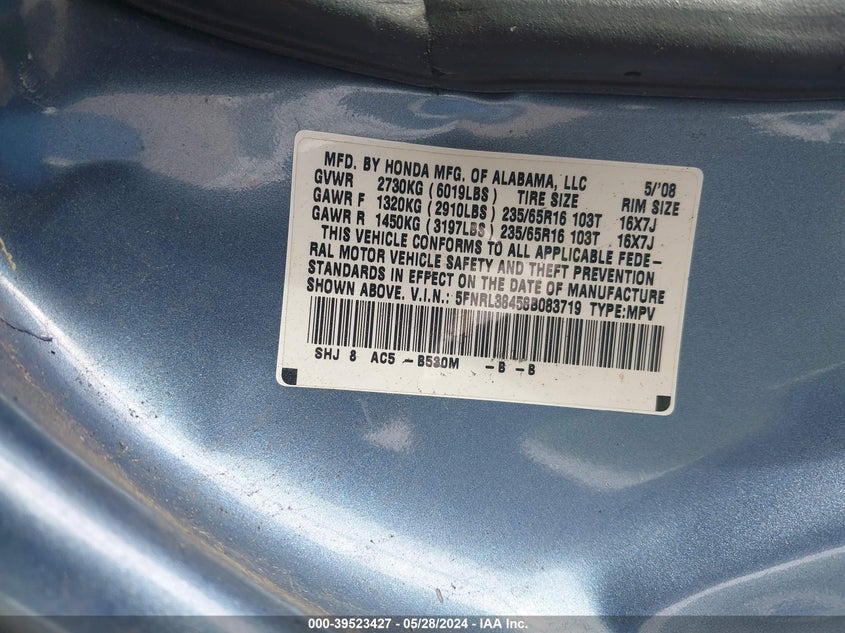 MFD. BY HONDA MFG. OF ALABAMA, LLC 5/'08
GVWR 2730KG (6019LBS) TIRE SIZE RIM SIZE
GAWR F 1320KG (2910LBS) 235/65R16 103T 16X7J
GAWR R 1450KG (3197LBS) 235/65R16 103T 16X7J
THIS VEHICLE CONFORMS TO ALL APPLICABLE FEDE-
RAL MOTOR VEHICLE SAFETY AND THEFT PREVENTION
STANDARDS IN EFFECT ON THE DATE OF MANUFACTURE
SHOWN ABOVE. V.I.N.: 5FNRL38458B083719 TYPE:MPV
SHJ 8 AC5 -B530M -B -B
000-39523427 - 05/28/2024 - IAA Inc.